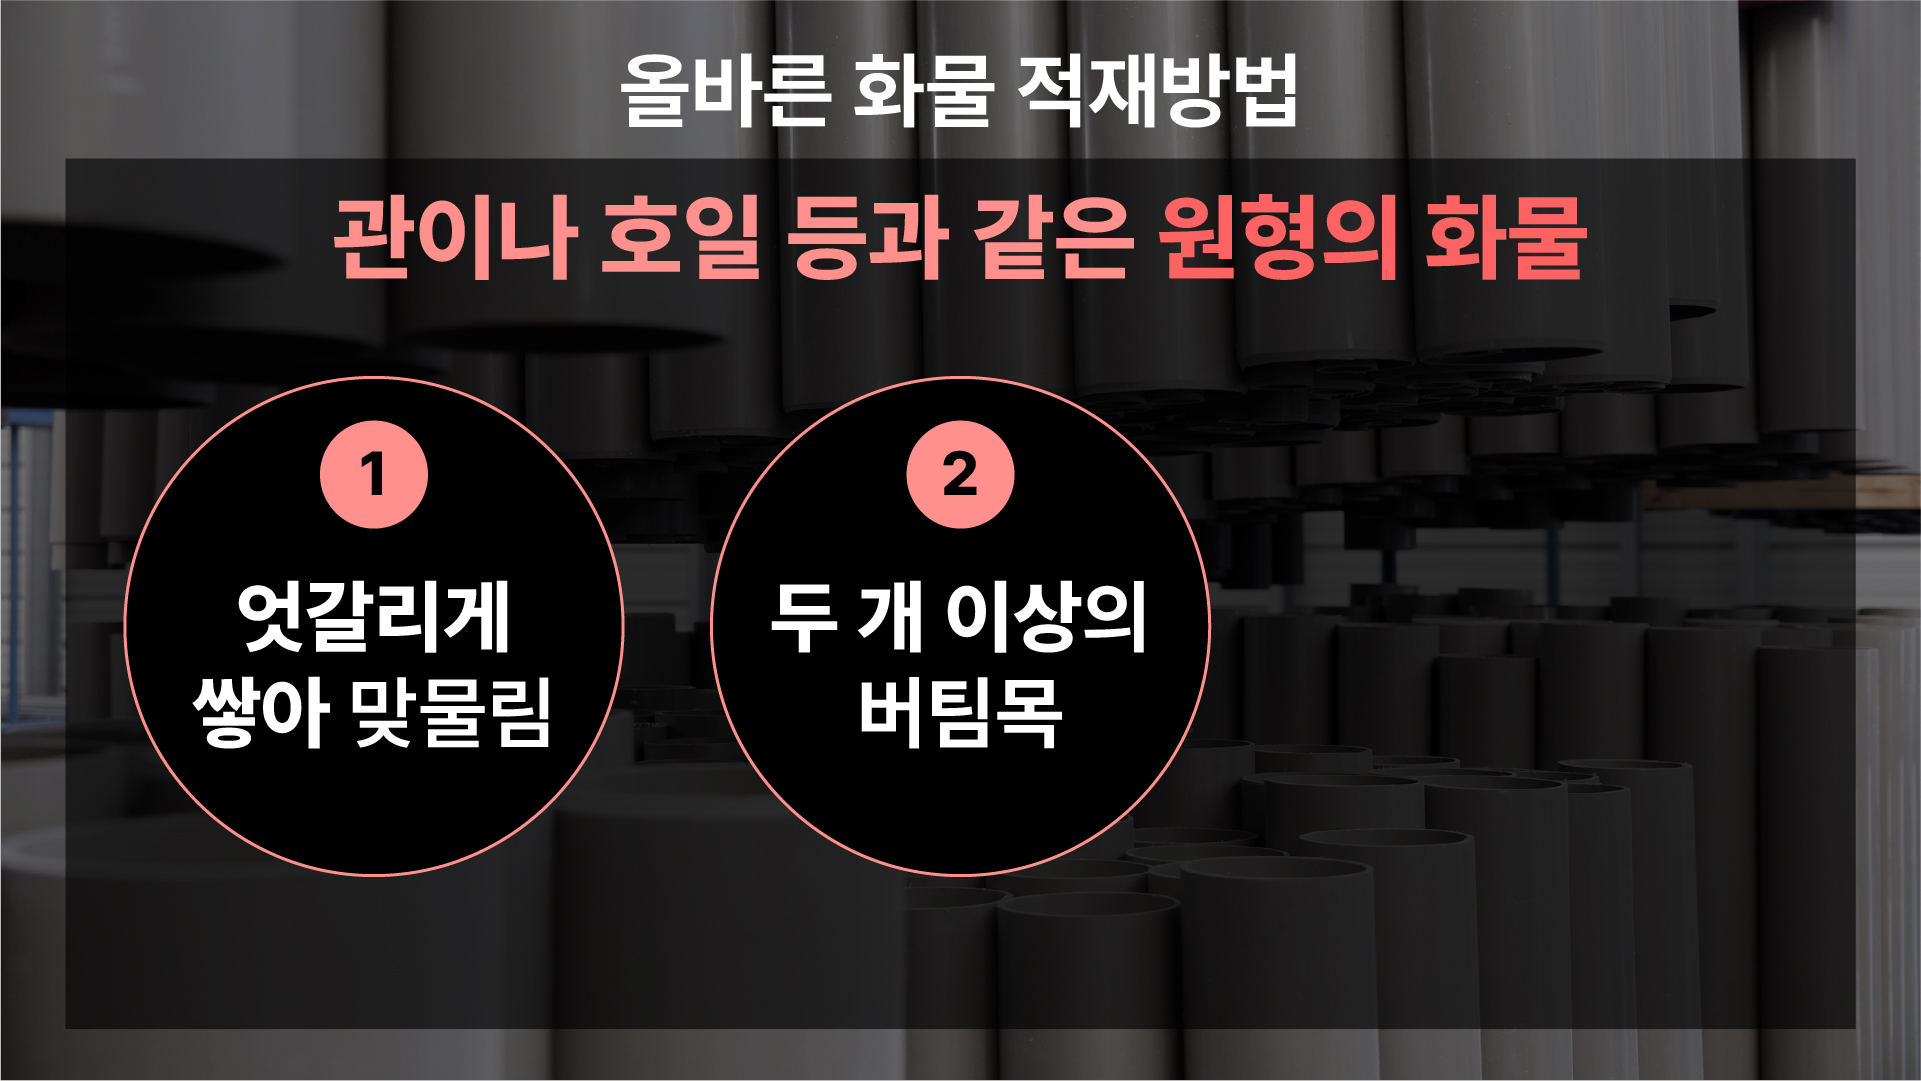 올바른 화물 적재방법
관이나 호일 등과 같은 원형의 화물
1
엇갈리게
쌓아 맞물림
2
두 개 이상의
버팀목